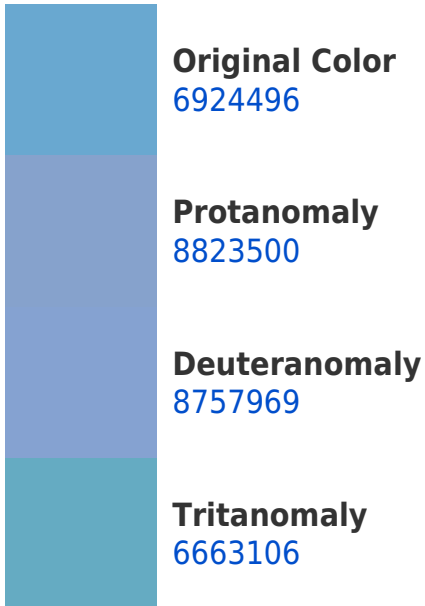 Original Color
6924496
Protanomaly
8823500
Deuteranomaly
8757969
Tritanomaly
6663106